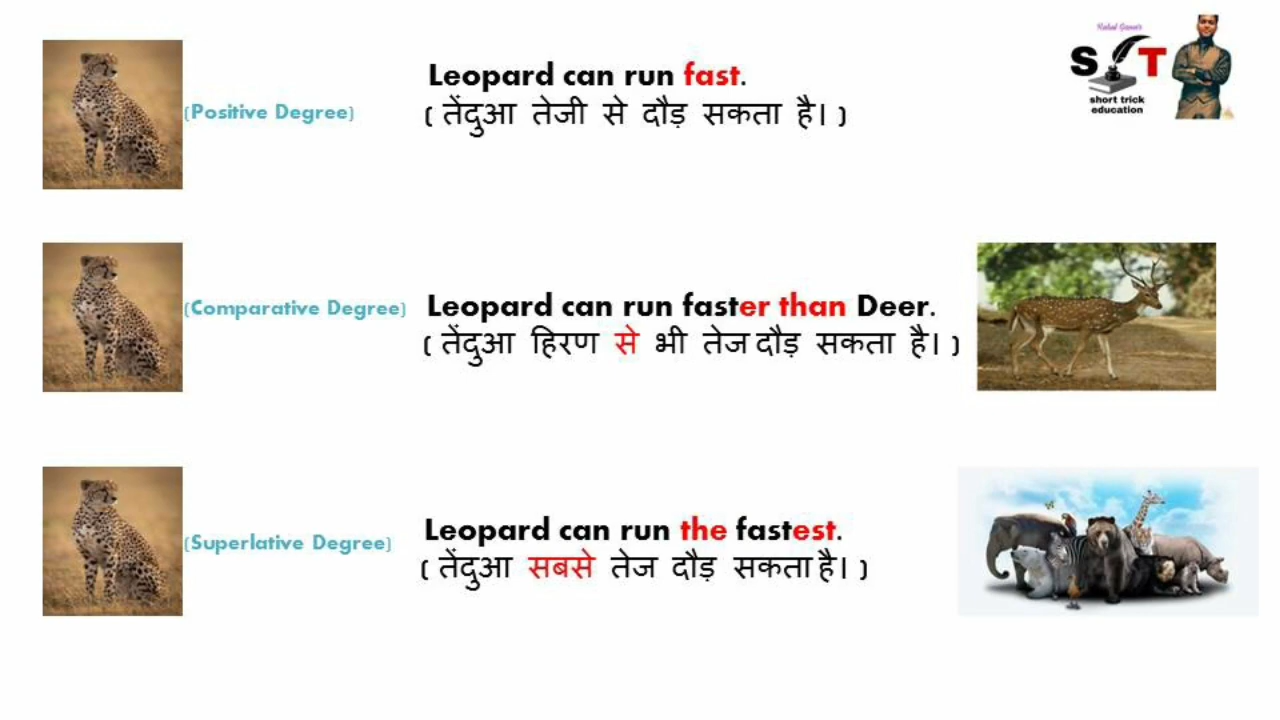 Leopard can run fast.
(Positive Degree)
( तेंदुआ तेजी से दौड़ सकता है। )
S T
short trick
education
(Comparative Degree)
Leopard can run faster than Deer.
( तेंदुआ हिरण से भी तेज दौड़ सकता है। )
(Superlative Degree)
Leopard can run the fastest.
( तेंदुआ सबसे तेज दौड़ सकता है। )